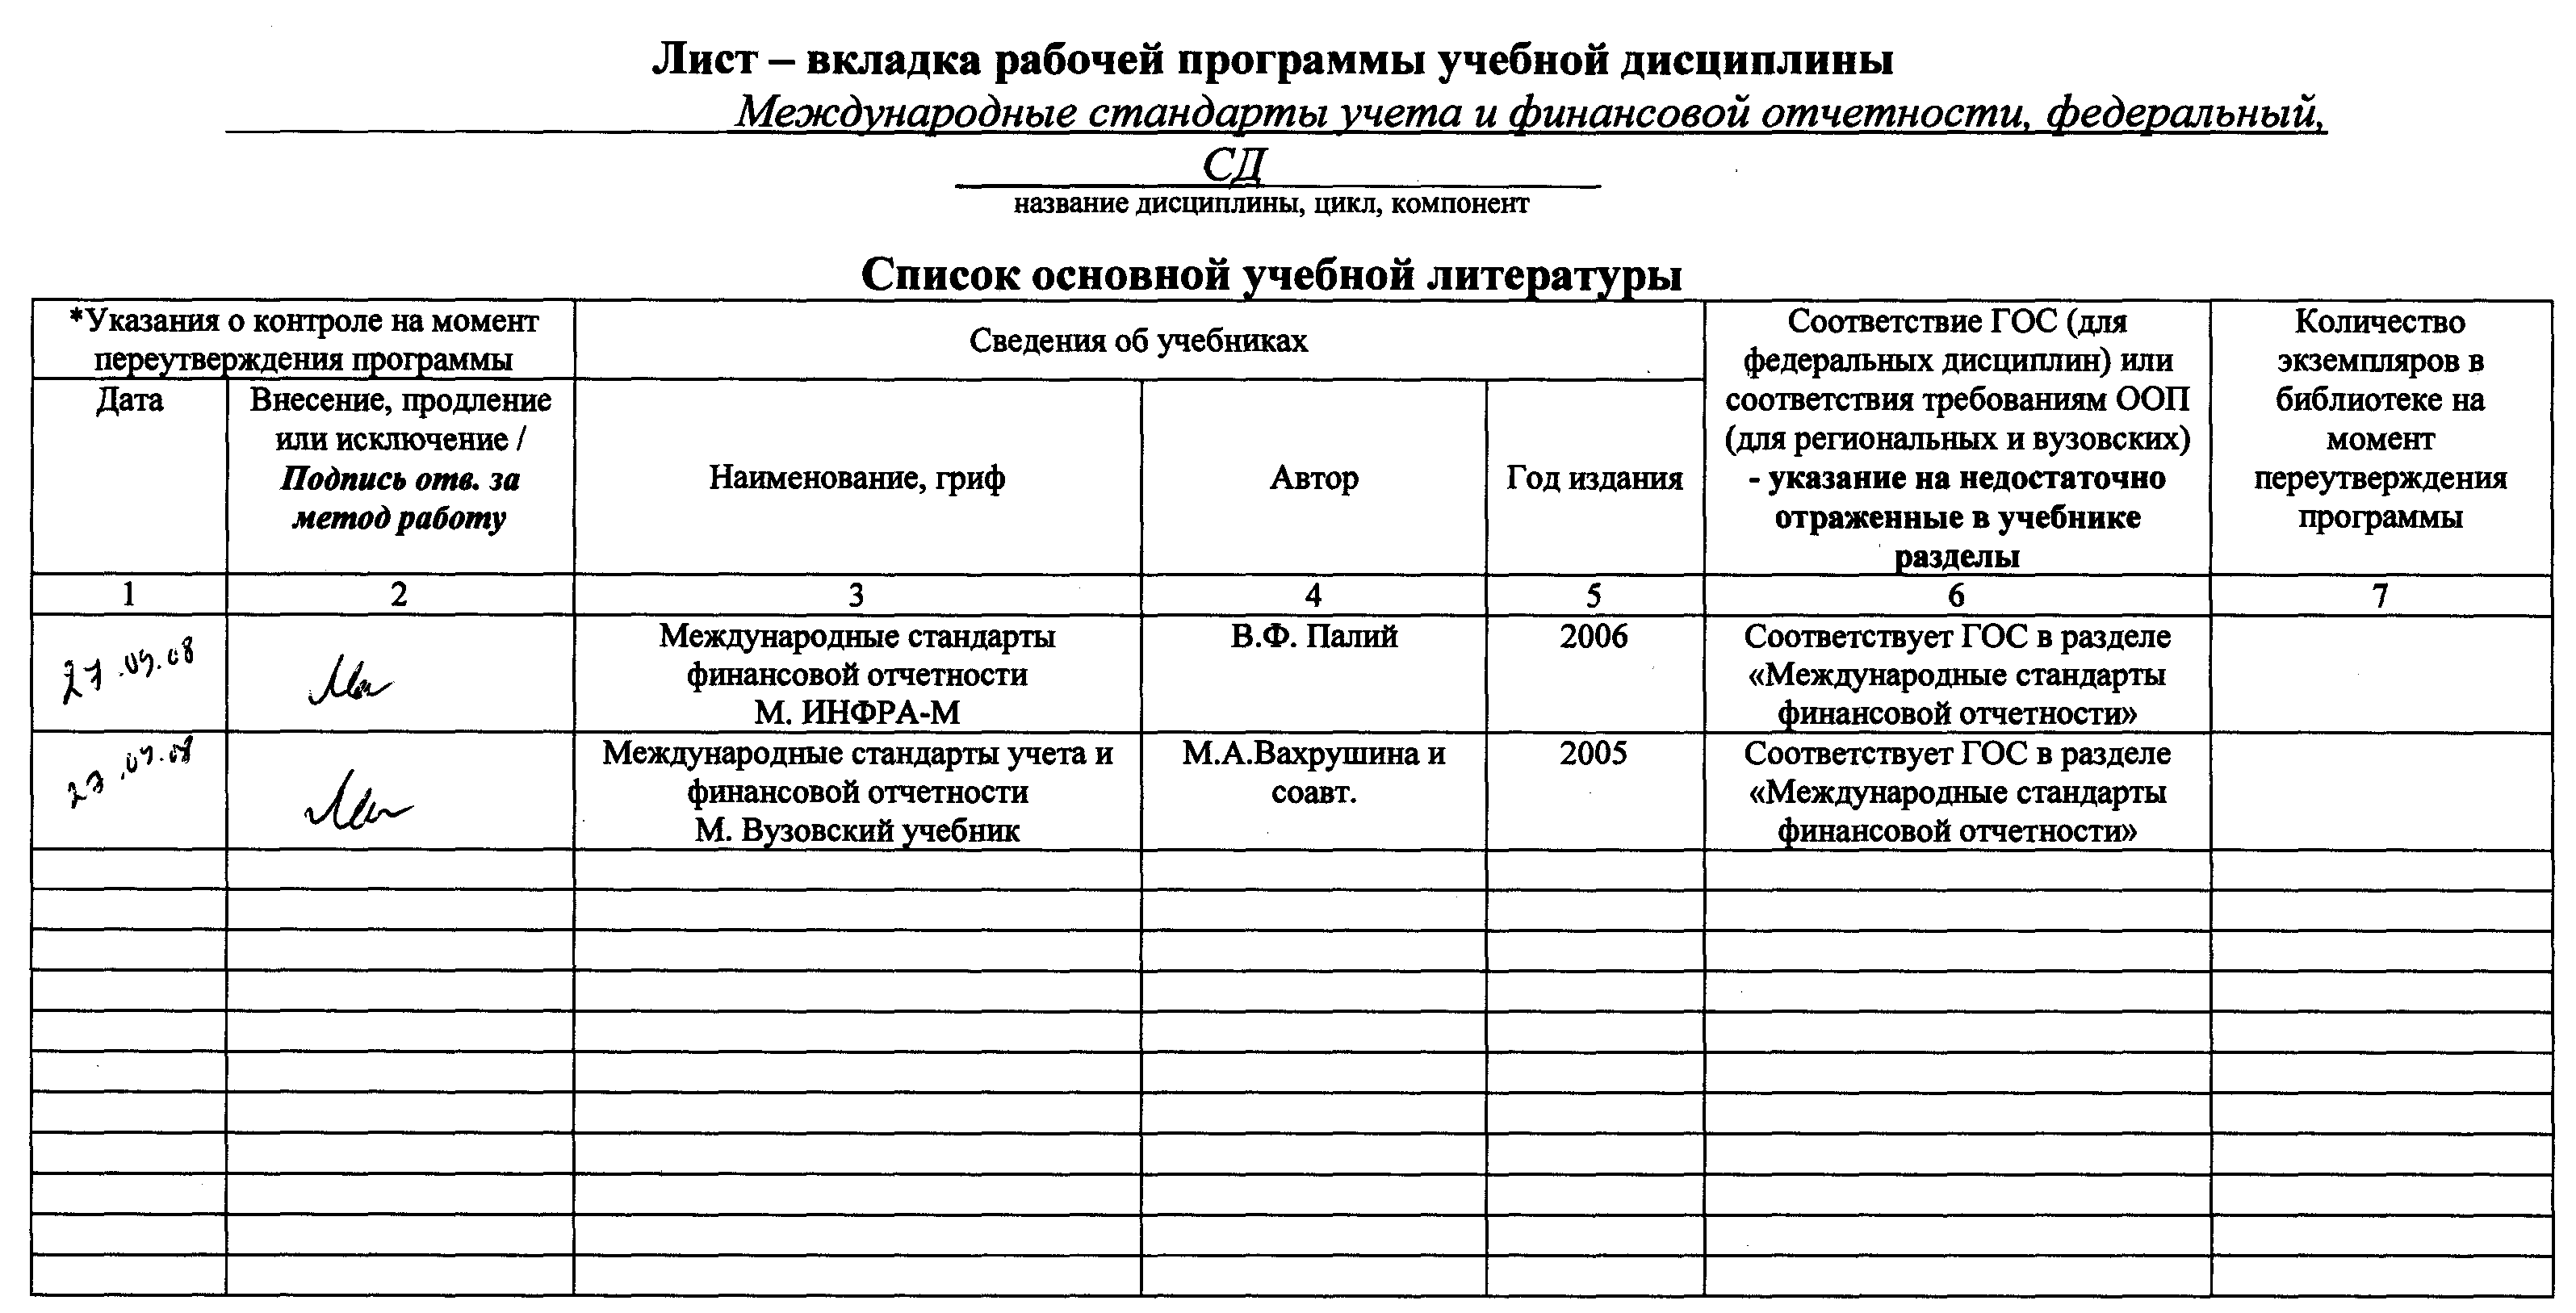 Лист – вкладка рабочей программы учебной дисциплины
Международные стандарты учета и финансовой отчетности, федеральный,
СД
название дисциплины, цикл, компонент
Список основной учебной литературы
*Указания о контроле на момент
переутверждения программы
Сведения об учебниках
Соответствие ГОС (для
федеральных дисциплин) или
соответствия требованиям ООП
(для региональных и вузовских)
- указание на недостаточно
отраженные в учебнике
разделы
Количество
экземпляров в
библиотеке на
момент
переутверждения
программы
Дата
Внесение, продление
или исключение /
Подпись отв. за
метод работу
Наименование, гриф
Автор
Год издания
1 2 3 4 5 6 7
27.09.08
Международные стандарты
финансовой отчетности
М. ИНФРА-М
В.Ф. Палий
2006
Соответствует ГОС в разделе
«Международные стандарты
финансовой отчетности»
27.09.08
Международные стандарты учета и
финансовой отчетности
М. Вузовский учебник
М.А.Вахрушина и
соавт.
2005
Соответствует ГОС в разделе
«Международные стандарты
финансовой отчетности»